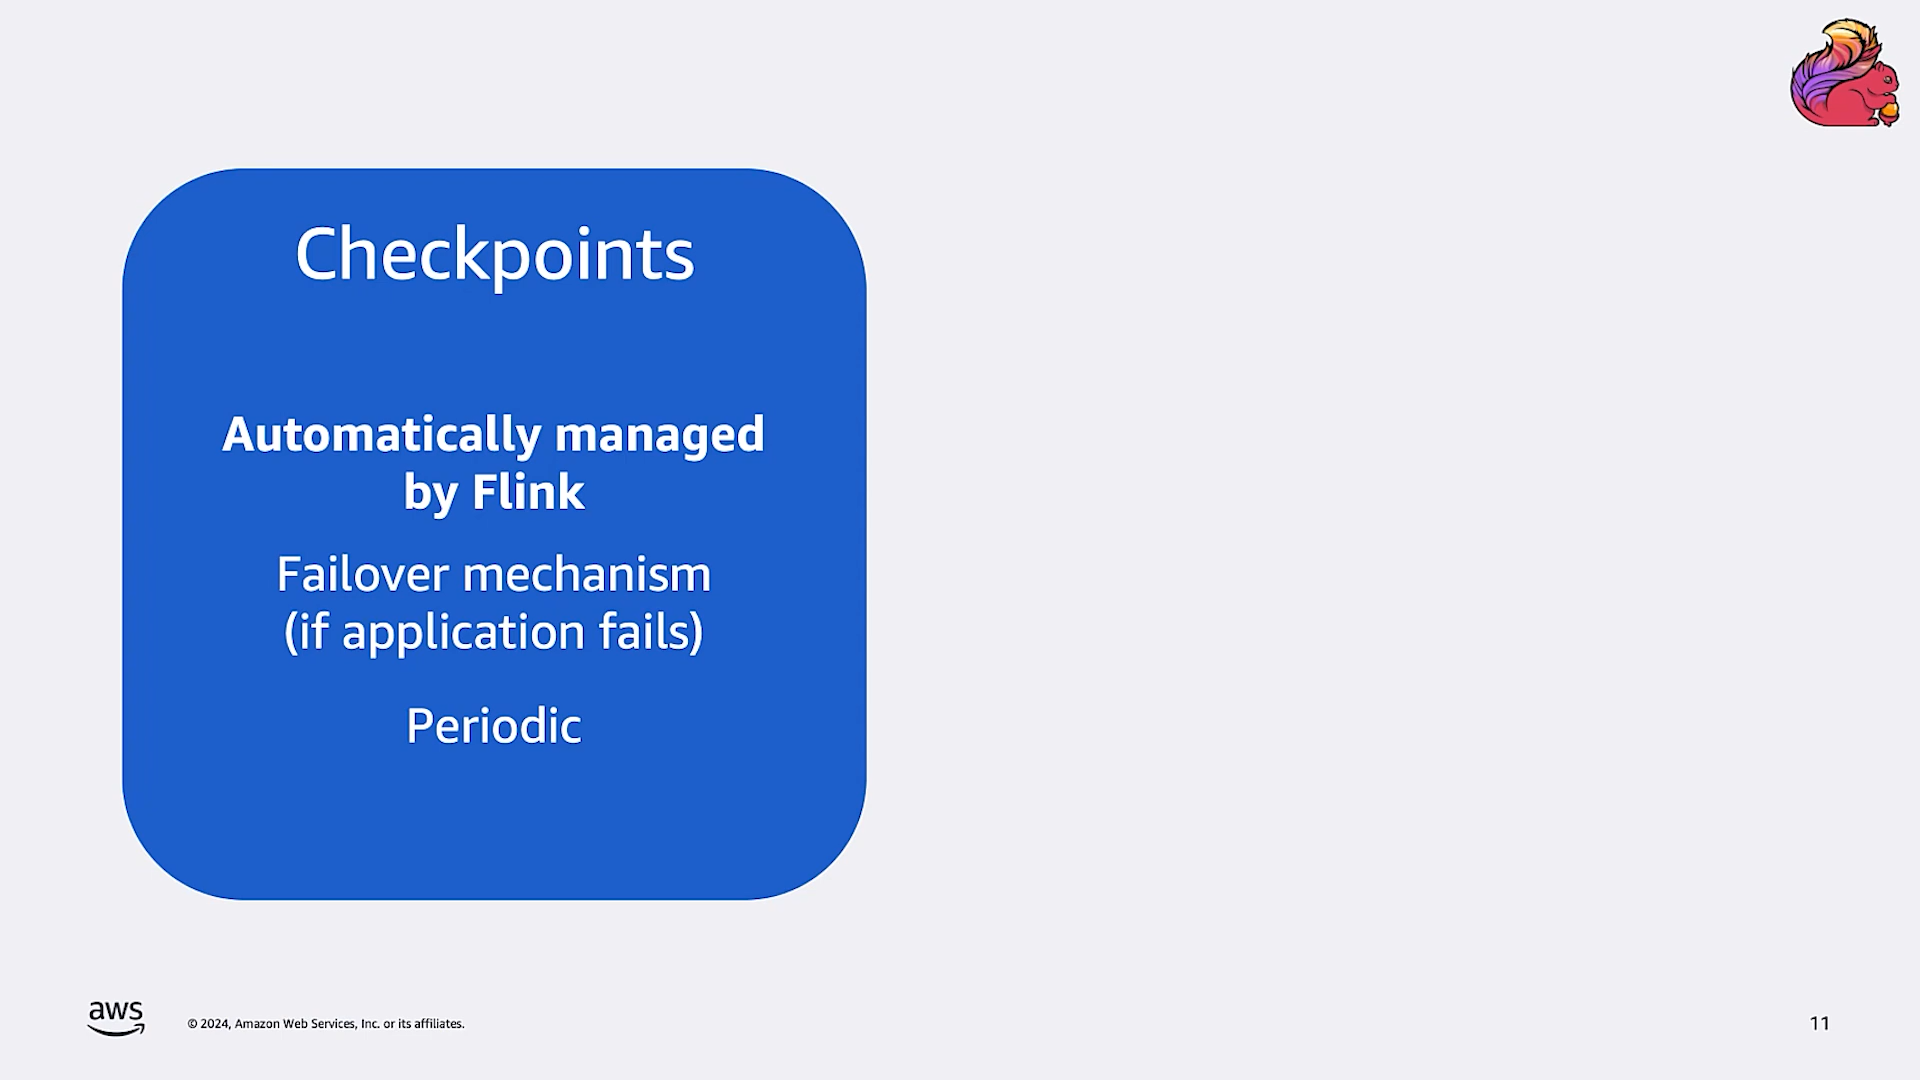 Checkpoints
Automatically managed
by Flink
Failover mechanism
(if application fails)
Periodic
aws
© 2024, Amazon Web Services, Inc. or its affiliates.
11